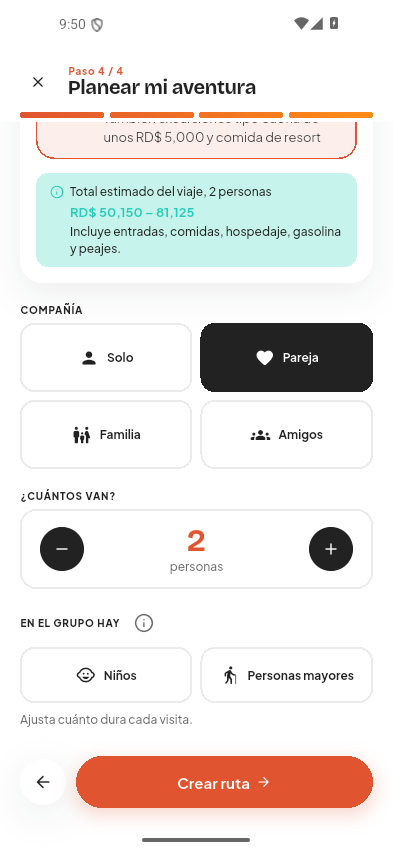 9:50
Paso 4 / 4
Planear mi aventura
unos RD$ 5,000 y comida de resort
Total estimado del viaje, 2 personas
RD$ 50,150 – 81,125
Incluye entradas, comidas, hospedaje, gasolina
y peajes.
COMPAÑÍA
Solo
Pareja
Familia
Amigos
¿CUÁNTOS VAN?
2
personas
EN EL GRUPO HAY
Niños
Personas mayores
Ajusta cuánto dura cada visita.
Crear ruta